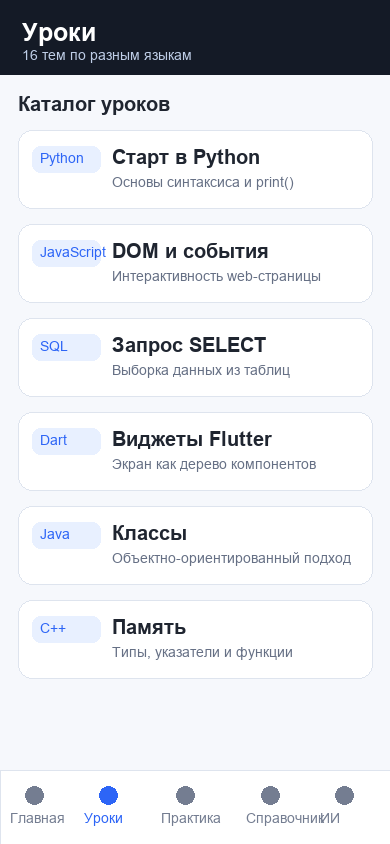 Уроки
16 тем по разным языкам
Каталог уроков
Python
Старт в Python
Основы синтаксиса и print()
JavaScript
DOM и события
Интерактивность web-страницы
SQL
Запрос SELECT
Выборка данных из таблиц
Dart
Виджеты Flutter
Экран как дерево компонентов
Java
Классы
Объектно-ориентированный подход
C++
Память
Типы, указатели и функции
Главная
Уроки
Практика
Справочник
ИИ